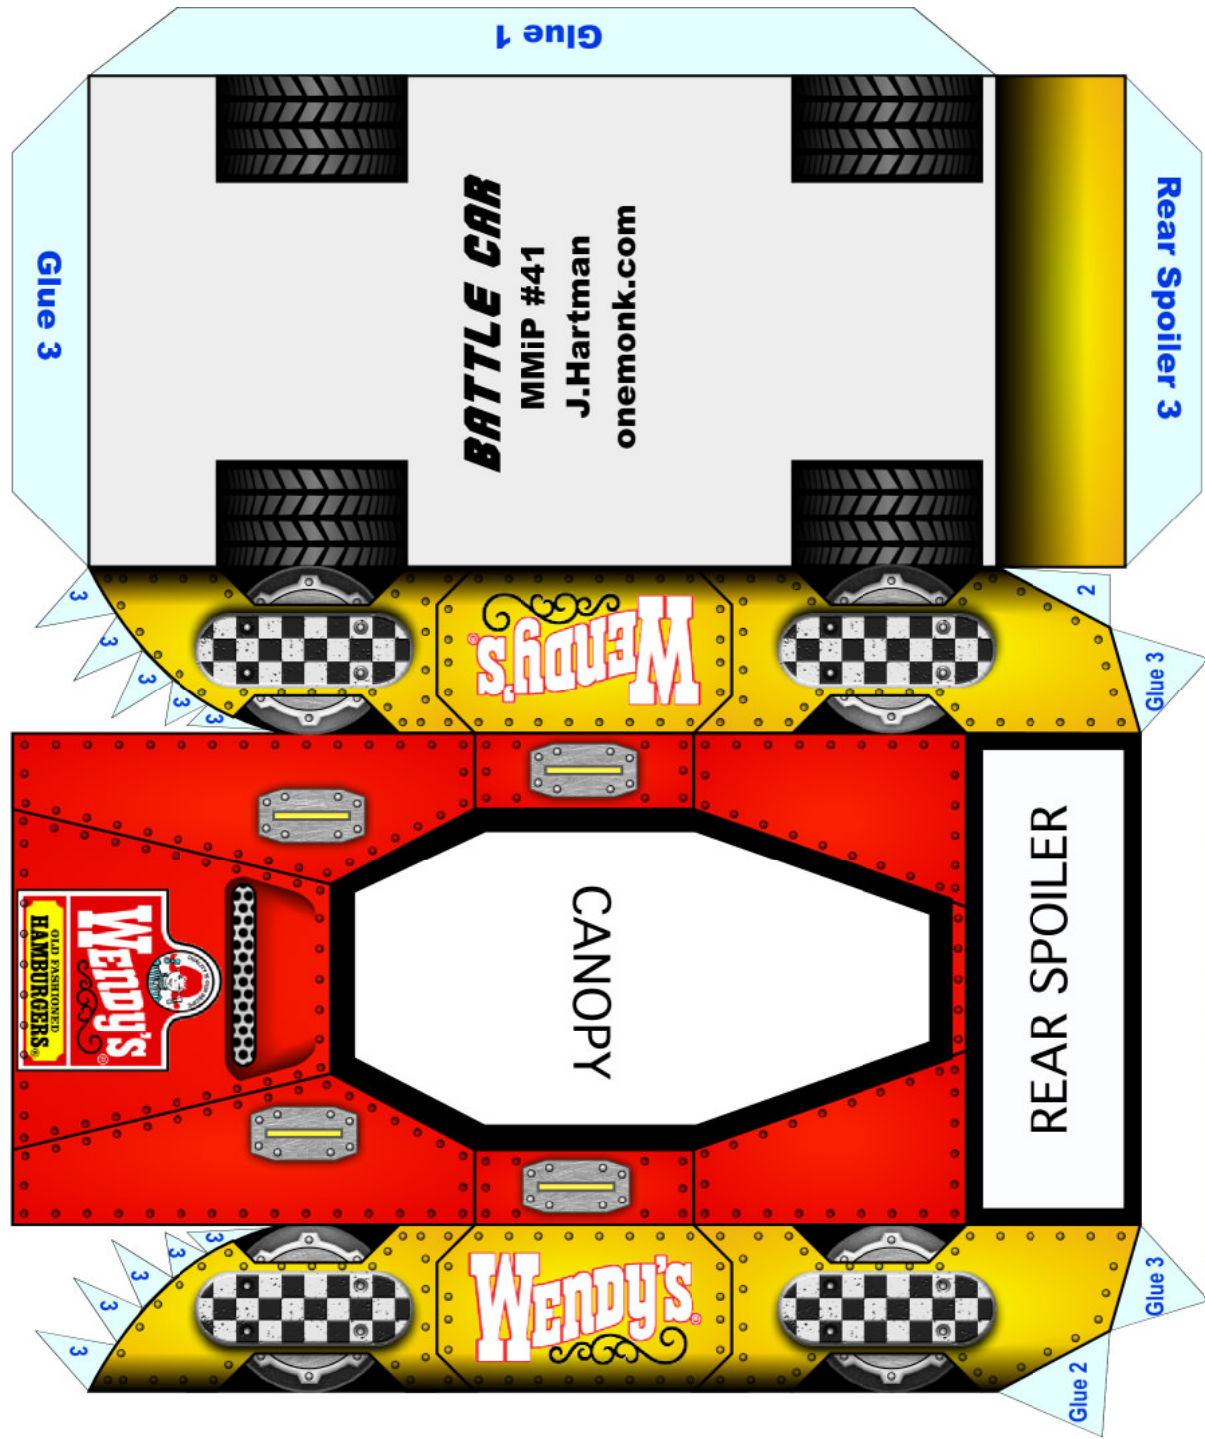 Glue 1
Glue 3
BATTLE CAR
MMiP #41
J.Hartman
onemonk.com
Rear Spoiler 3
3
3
3
3
3
2
Glue 3
WENDY'S®
CANOPY
REAR SPOILER
WENDY'S®
OLD FASHIONED
HAMBURGERS®
3
3
3
3
3
WENDY'S®
Glue 3
Glue 2